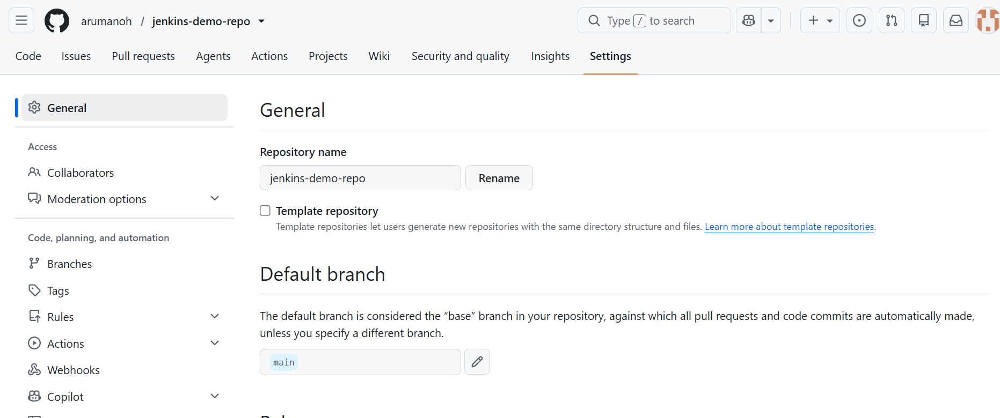 arumanoh / jenkins-demo-repo
Type / to search
Code Issues Pull requests Agents Actions Projects Wiki Security and quality Insights Settings
General
Access
Collaborators
Moderation options
Code, planning, and automation
Branches
Tags
Rules
Actions
Webhooks
Copilot
General
Repository name
jenkins-demo-repo Rename
Template repository
Template repositories let users generate new repositories with the same directory structure and files. Learn more about template repositories.
Default branch
The default branch is considered the “base” branch in your repository, against which all pull requests and code commits are automatically made,
unless you specify a different branch.
main